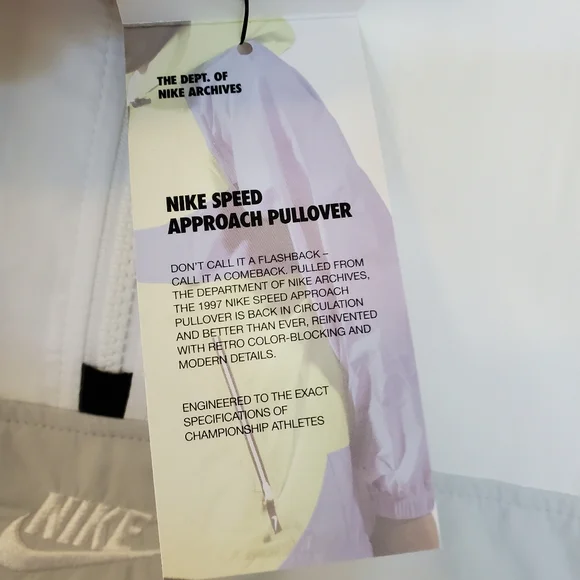 THE DEPT. OF
NIKE ARCHIVES
NIKE SPEED
APPROACH PULLOVER
DON'T CALL IT A FLASHBACK –
CALL IT A COMEBACK. PULLED FROM
THE DEPARTMENT OF NIKE ARCHIVES,
THE 1997 NIKE SPEED APPROACH
PULLOVER IS BACK IN CIRCULATION
AND BETTER THAN EVER, REINVENTED
WITH RETRO COLOR-BLOCKING AND
MODERN DETAILS.
ENGINEERED TO THE EXACT
SPECIFICATIONS OF
CHAMPIONSHIP ATHLETES
NIKE